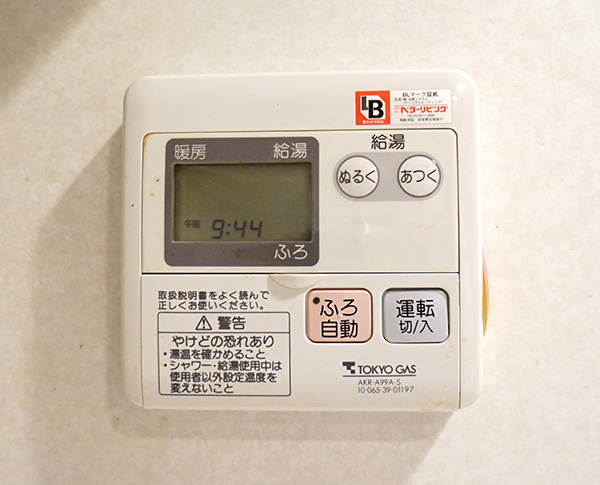 BLマーク証紙
LB
ベターリビング
暖房 給湯
給湯
ぬるく あつく
午前 9:44
ふろ
取扱説明書をよく読んで
正しくお使いください。
警告
やけどの恐れあり
・湯温を確かめること
・シャワー・給湯使用中は
使用者以外設定温度を
変えないこと
ふろ
自動
運転
切/入
TOKYO GAS
AKR-A99A-S
10-065-39-01197